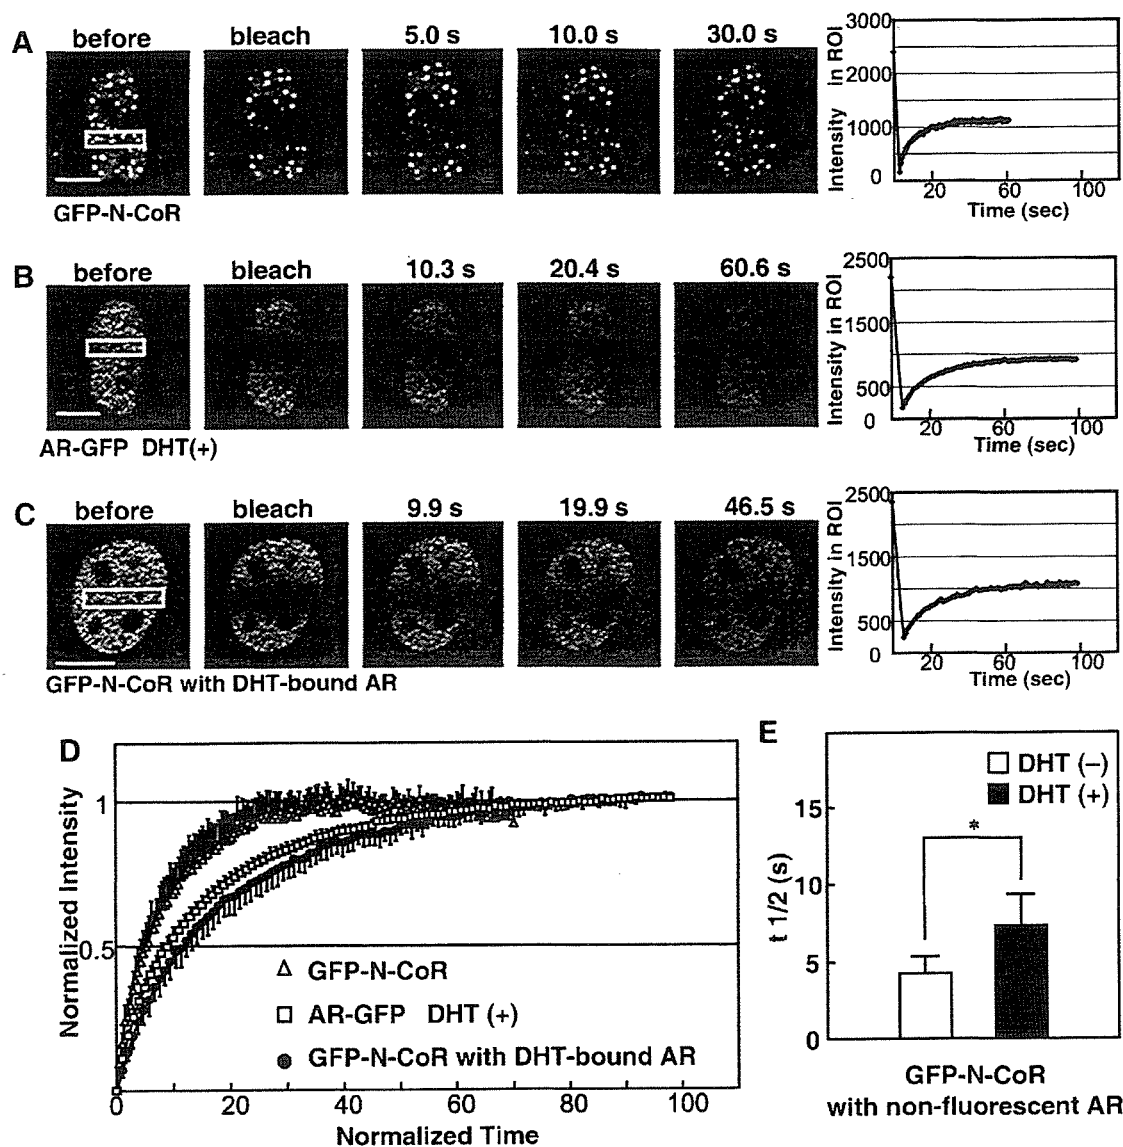 A
before
bleach
5.0 s
10.0 s
30.0 s
GFP-N-CoR
Intensity in ROI
3000
2000
1000
0
20
60
100
Time (sec)
B
before
bleach
10.3 s
20.4 s
60.6 s
AR-GFP DHT(+)
Intensity in ROI
2500
1500
500
0
20
60
100
Time (sec)
C
before
bleach
9.9 s
19.9 s
46.5 s
GFP-N-CoR with DHT-bound AR
Intensity in ROI
2500
1500
500
0
20
60
100
Time (sec)
D
Normalized Intensity
1
0.5
0
20
40
60
80
100
Normalized Time
GFP-N-CoR
AR-GFP DHT (+)
GFP-N-CoR with DHT-bound AR
E
DHT (–)
DHT (+)
t 1/2 (s)
15
10
5
0
*
GFP-N-CoR
with non-fluorescent AR